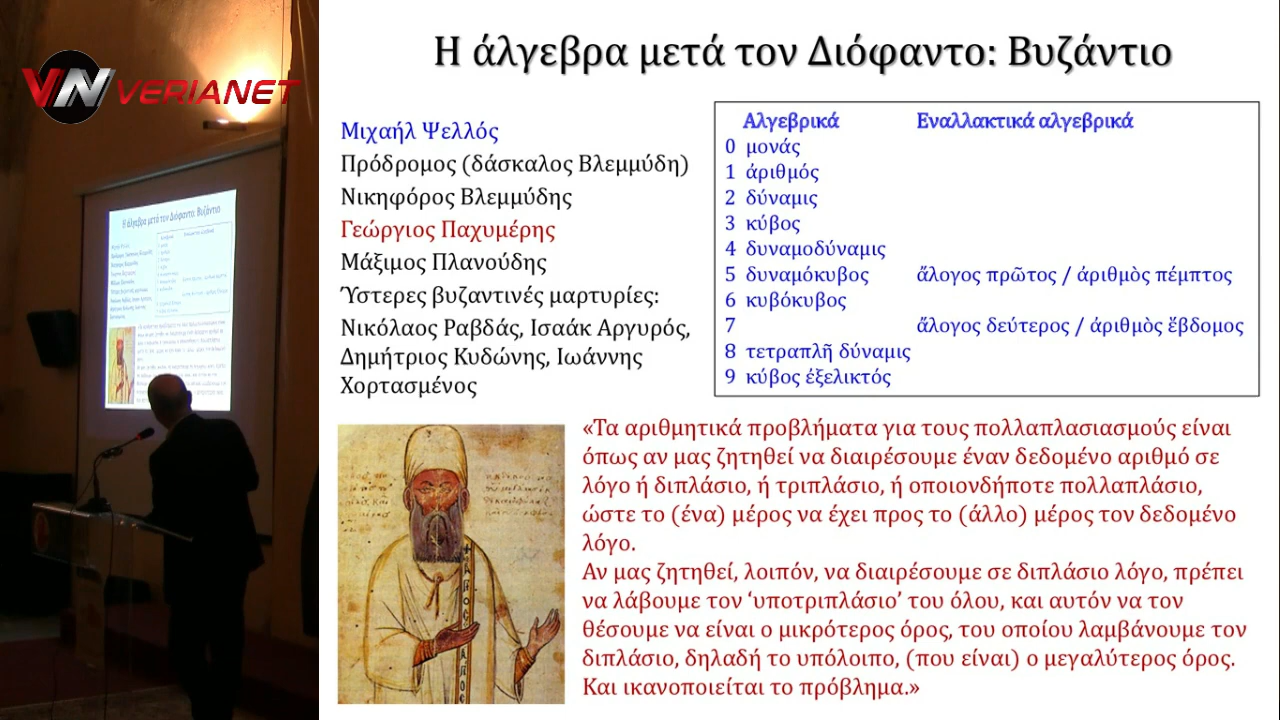 VN VERIANET
Η άλγεβρα μετά τον Διόφαντο: Βυζάντιο
Μιχαήλ Ψελλός
Πρόδρομος (δάσκαλος Βλεμμύδη)
Νικηφόρος Βλεμμύδης
Γεώργιος Παχυμέρης
Μάξιμος Πλανούδης
Ύστερες βυζαντινές μαρτυρίες:
Νικόλαος Ραβδάς, Ισαάκ Αργυρός,
Δημήτριος Κυδώνης, Ιωάννης
Χορτασμένος
Αλγεβρικά Εναλλακτικά αλγεβρικά
0 μονάς
1 ἀριθμός
2 δύναμις
3 κύβος
4 δυναμοδύναμις
5 δυναμόκυβος ἄλογος πρῶτος / ἀριθμὸς πέμπτος
6 κυβόκυβος
7 ἄλογος δεύτερος / ἀριθμὸς ἕβδομος
8 τετραπλῆ δύναμις
9 κύβος ἐξελικτός
«Τα αριθμητικά προβλήματα για τους πολλαπλασιασμούς είναι
όπως αν μας ζητηθεί να διαιρέσουμε έναν δεδομένο αριθμό σε
λόγο ή διπλάσιο, ή τριπλάσιο, ή οποιονδήποτε πολλαπλάσιο,
ώστε το (ένα) μέρος να έχει προς το (άλλο) μέρος τον δεδομένο
λόγο.
Αν μας ζητηθεί, λοιπόν, να διαιρέσουμε σε διπλάσιο λόγο, πρέπει
να λάβουμε τον ‘υποτριπλάσιο’ του όλου, και αυτόν να τον
θέσουμε να είναι ο μικρότερος όρος, του οποίου λαμβάνουμε τον
διπλάσιο, δηλαδή το υπόλοιπο, (που είναι) ο μεγαλύτερος όρος.
Και ικανοποιείται το πρόβλημα.»
Η άλγεβρα μετά τον Διόφαντο: Βυζάντιο